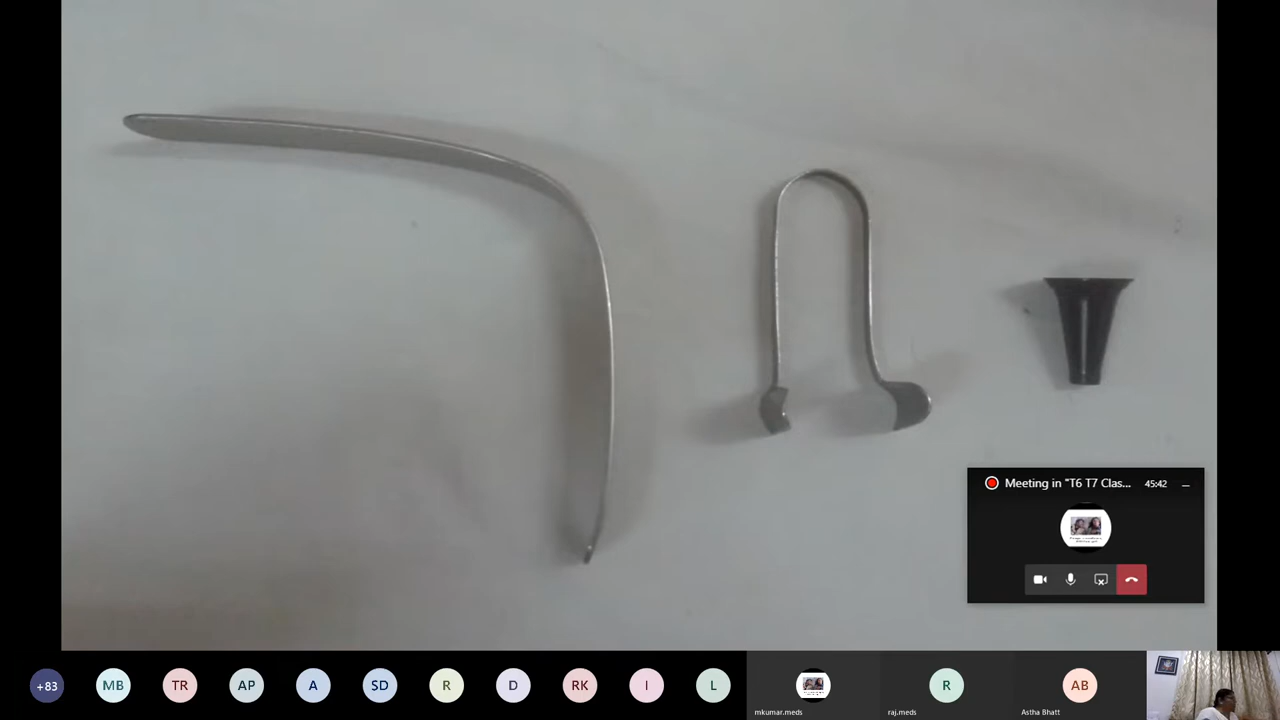 Meeting in "T6 T7 Clas... 45:42
+83 MB TR AP A SD R D RK I L R AB
mkumar.meds raj.meds Astha Bhatt